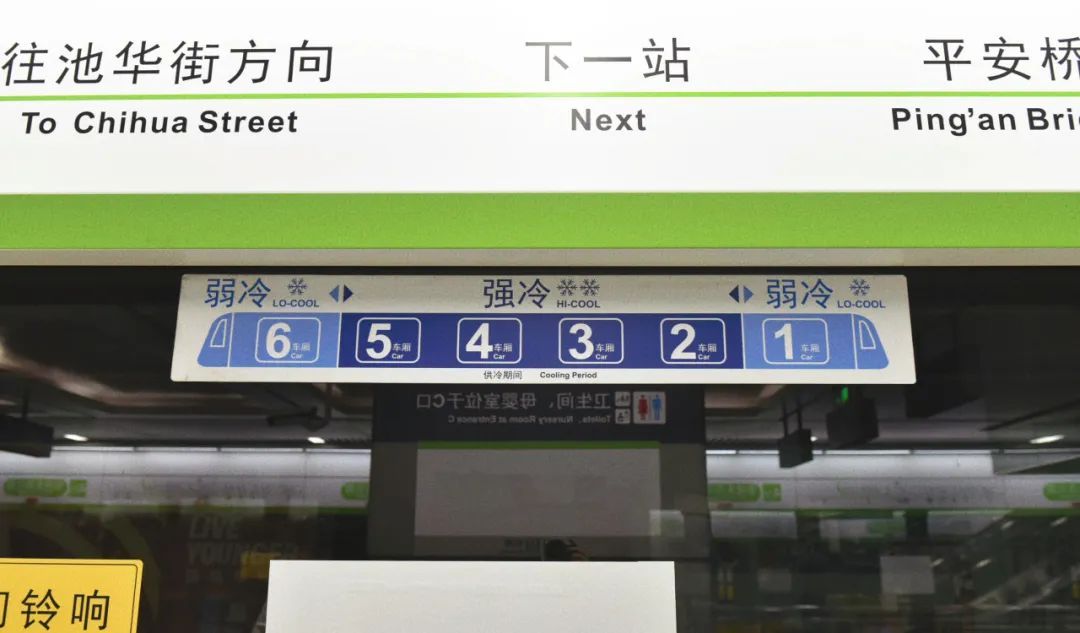 往池华街方向 下一站 平安桥
To Chihua Street Next Ping'an Bri
弱冷 LO-COOL 强冷 HI-COOL 弱冷 LO-COOL
6 车厢 Car 5 车厢 Car 4 车厢 Car 3 车厢 Car 2 车厢 Car 1 车厢 Car
供冷期间 Cooling Period
卫生间、母婴室位于C口
Toilets、Nursery Room at Entrance C
LIVE
YOUNGER
铃响